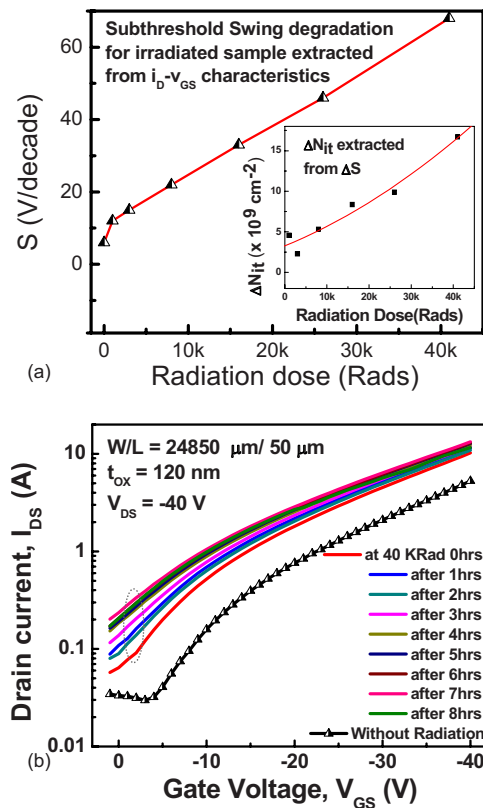 Subthreshold Swing degradation
for irradiated sample extracted
from iD-vGS characteristics
S (V/decade)
60
40
20
0
0
10k
20k
30k
40k
Radiation dose (Rads)
(a)
ΔNit extracted
from ΔS
ΔNit (x 10^9 cm^-2)
15
10
5
0
0
10k
20k
30k
40k
Radiation Dose(Rads)
W/L = 24850 μm/ 50 μm
tOX = 120 nm
VDS = -40 V
Drain current, IDS (A)
10
1
0.1
0.01
at 40 KRad 0hrs
after 1hrs
after 2hrs
after 3hrs
after 4hrs
after 5hrs
after 6hrs
after 7hrs
after 8hrs
Without Radiation
0
-10
-20
-30
-40
(b)
Gate Voltage, VGS (V)